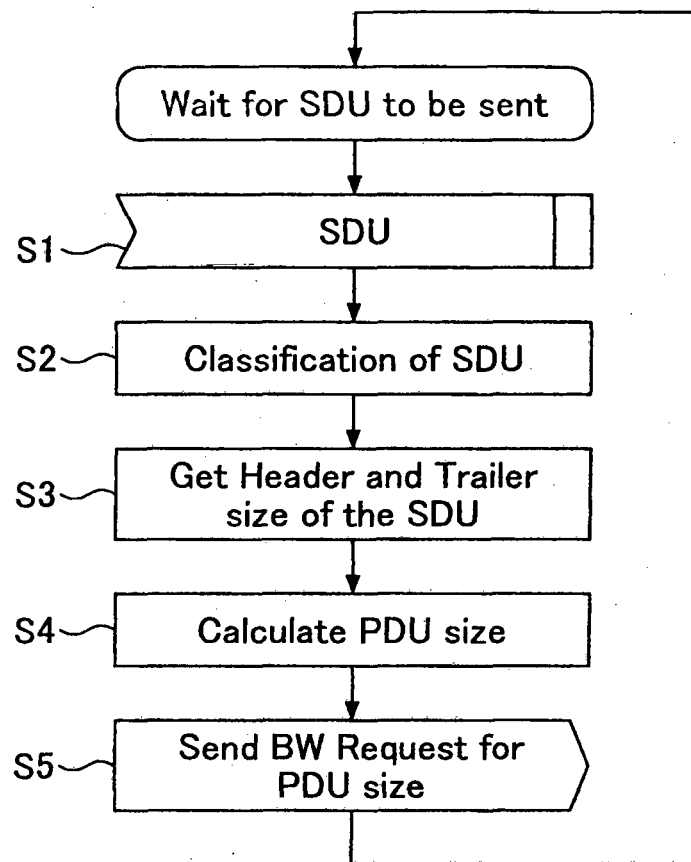 Wait for SDU to be sent
S1
SDU
S2
Classification of SDU
S3
Get Header and Trailer
size of the SDU
S4
Calculate PDU size
S5
Send BW Request for
PDU size